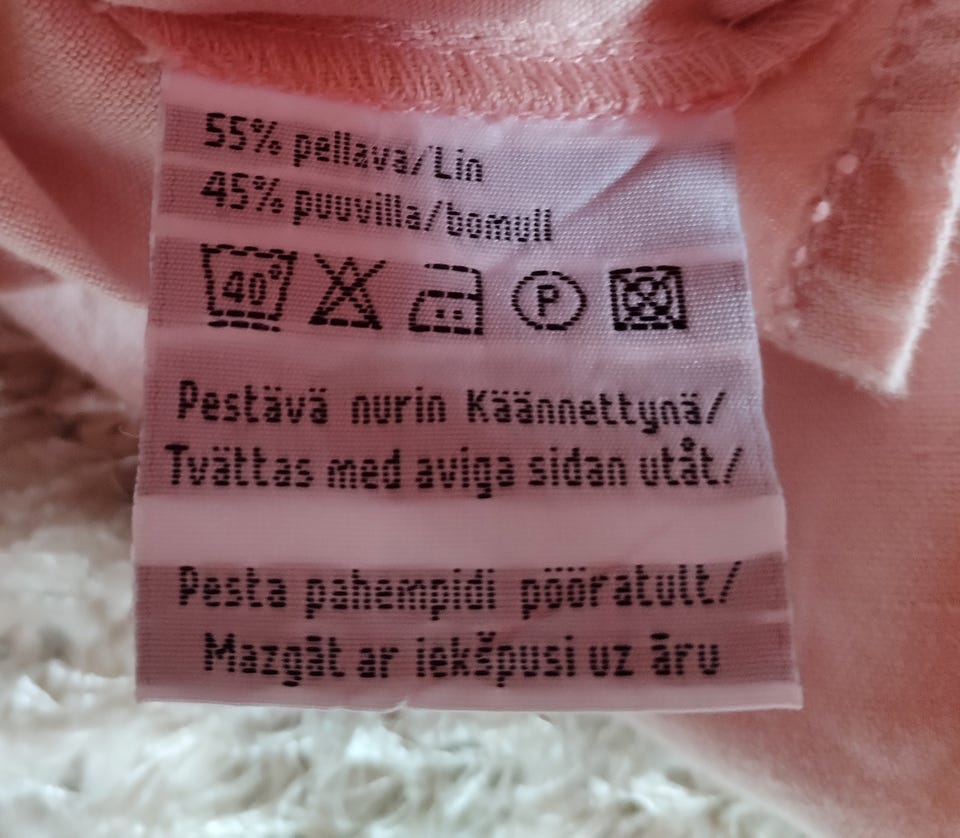 55% pellava/Lin
45% puuvilla/bomull
40° P
Pestävä nurin Käännettynä/
Tvättas med aviga sidan utåt/
Pesta pahempidi pööratult/
Mazgāt ar iekšpusi uz āru